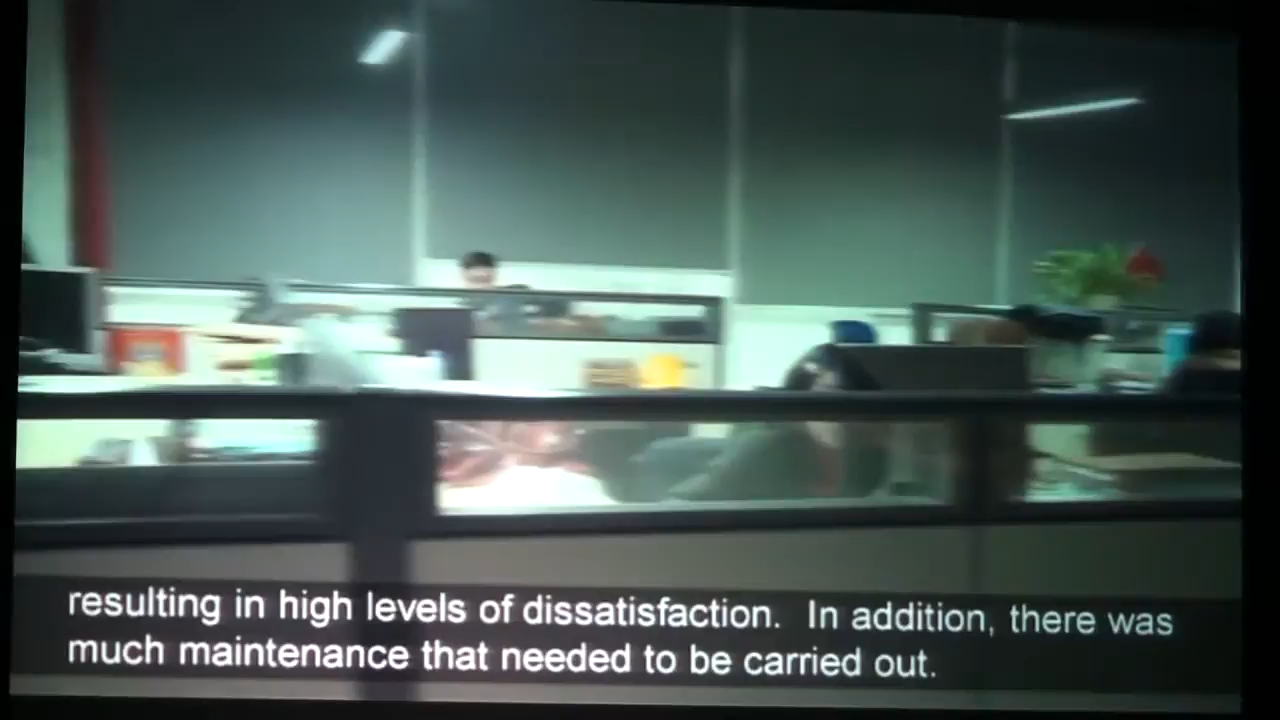 resulting in high levels of dissatisfaction.  In addition, there was
much maintenance that needed to be carried out.